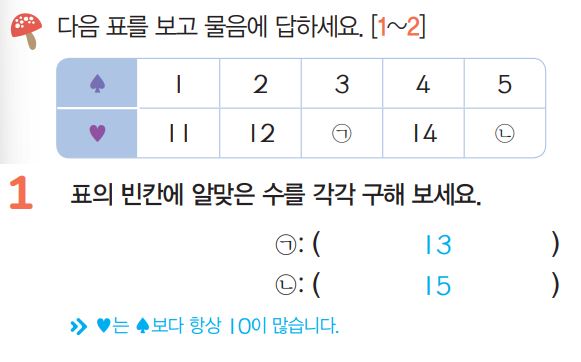 다음 표를 보고 물음에 답하세요. [1~2]
♠ 1 2 3 4 5
♥ 11 12 ㉠ 14 ㉡
1 표의 빈칸에 알맞은 수를 각각 구해 보세요.
㉠: ( 13 )
㉡: ( 15 )
≫ ♥는 ♠보다 항상 10이 많습니다.